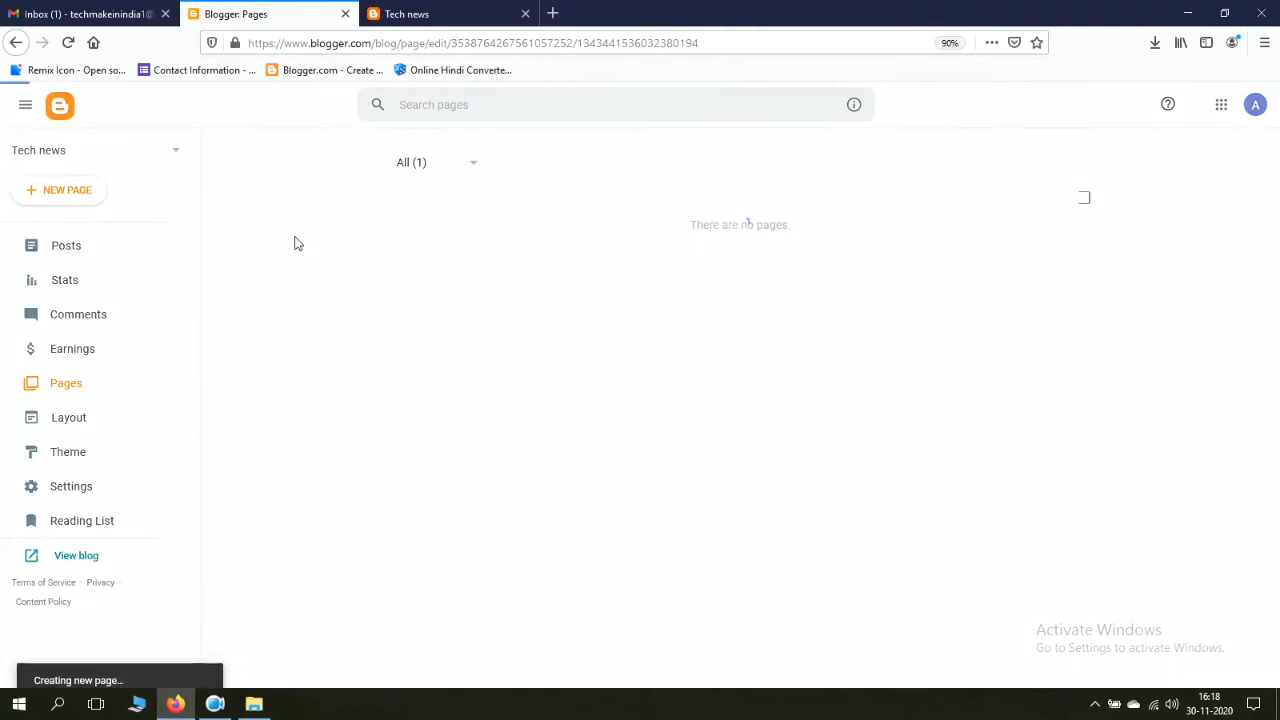 Inbox (1) - techmakeindia1@
Blogger: Pages
Tech news
https://www.blogger.com/blog/page/edit/3538764267561057252/1343441536032380194
90%
Remix Icon - Open so...
Contact Information - ...
Blogger.com - Create ...
Online Hindi Converte...
Search pages
A
Tech news
All (1)
NEW PAGE
There are no pages.
Posts
Stats
Comments
Earnings
Pages
Layout
Theme
Settings
Reading List
View blog
Terms of Service · Privacy ·
Content Policy
Activate Windows
Go to Settings to activate Windows.
Creating new page...
16:18
30-11-2020